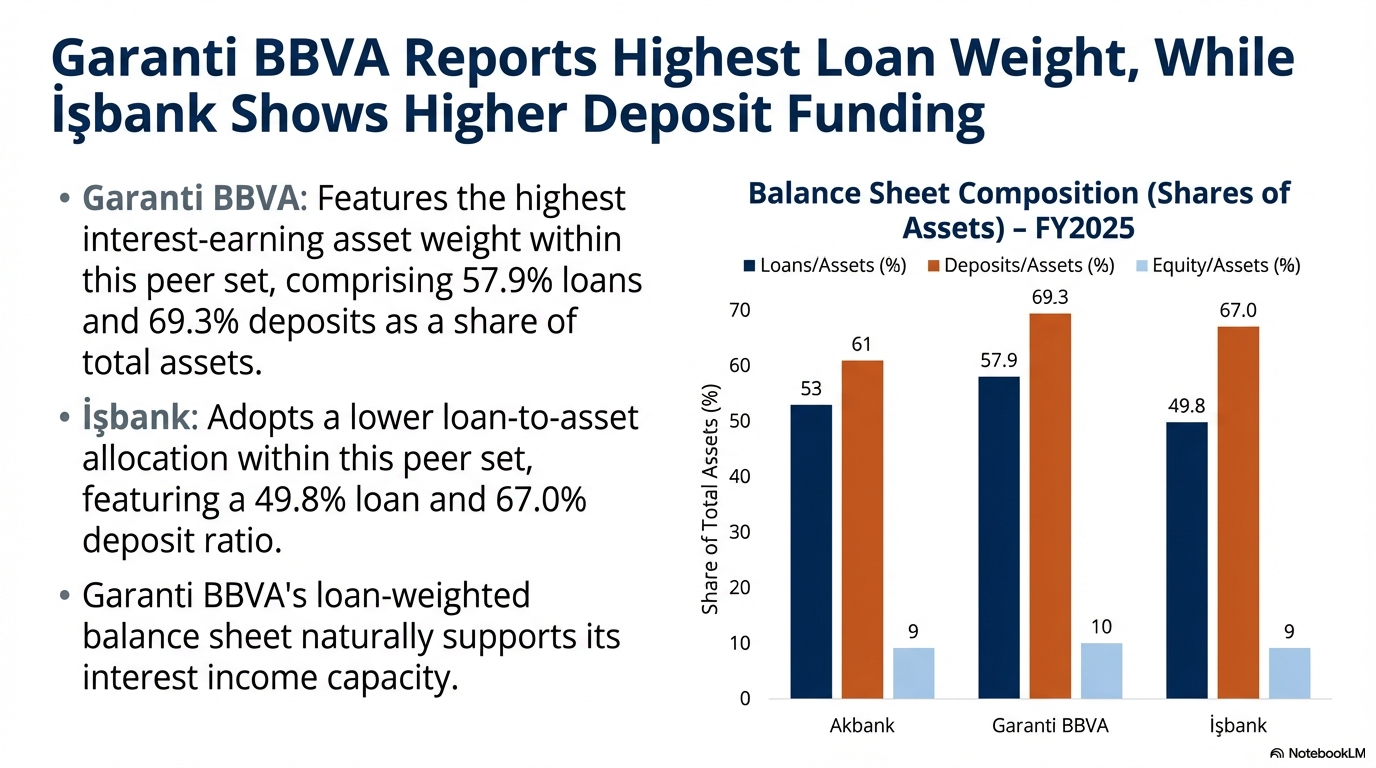 Garanti BBVA Reports Highest Loan Weight, While
İşbank Shows Higher Deposit Funding
• Garanti BBVA: Features the highest
interest-earning asset weight within
this peer set, comprising 57.9% loans
and 69.3% deposits as a share of
total assets.
• İşbank: Adopts a lower loan-to-asset
allocation within this peer set,
featuring a 49.8% loan and 67.0%
deposit ratio.
• Garanti BBVA's loan-weighted
balance sheet naturally supports its
interest income capacity.
Balance Sheet Composition (Shares of
Assets) – FY2025
Loans/Assets (%) Deposits/Assets (%) Equity/Assets (%)
Share of Total Assets (%)
70
60
50
40
30
20
10
0
53
61
9
57.9
69.3
10
49.8
67.0
9
Akbank Garanti BBVA İşbank
NotebookLM